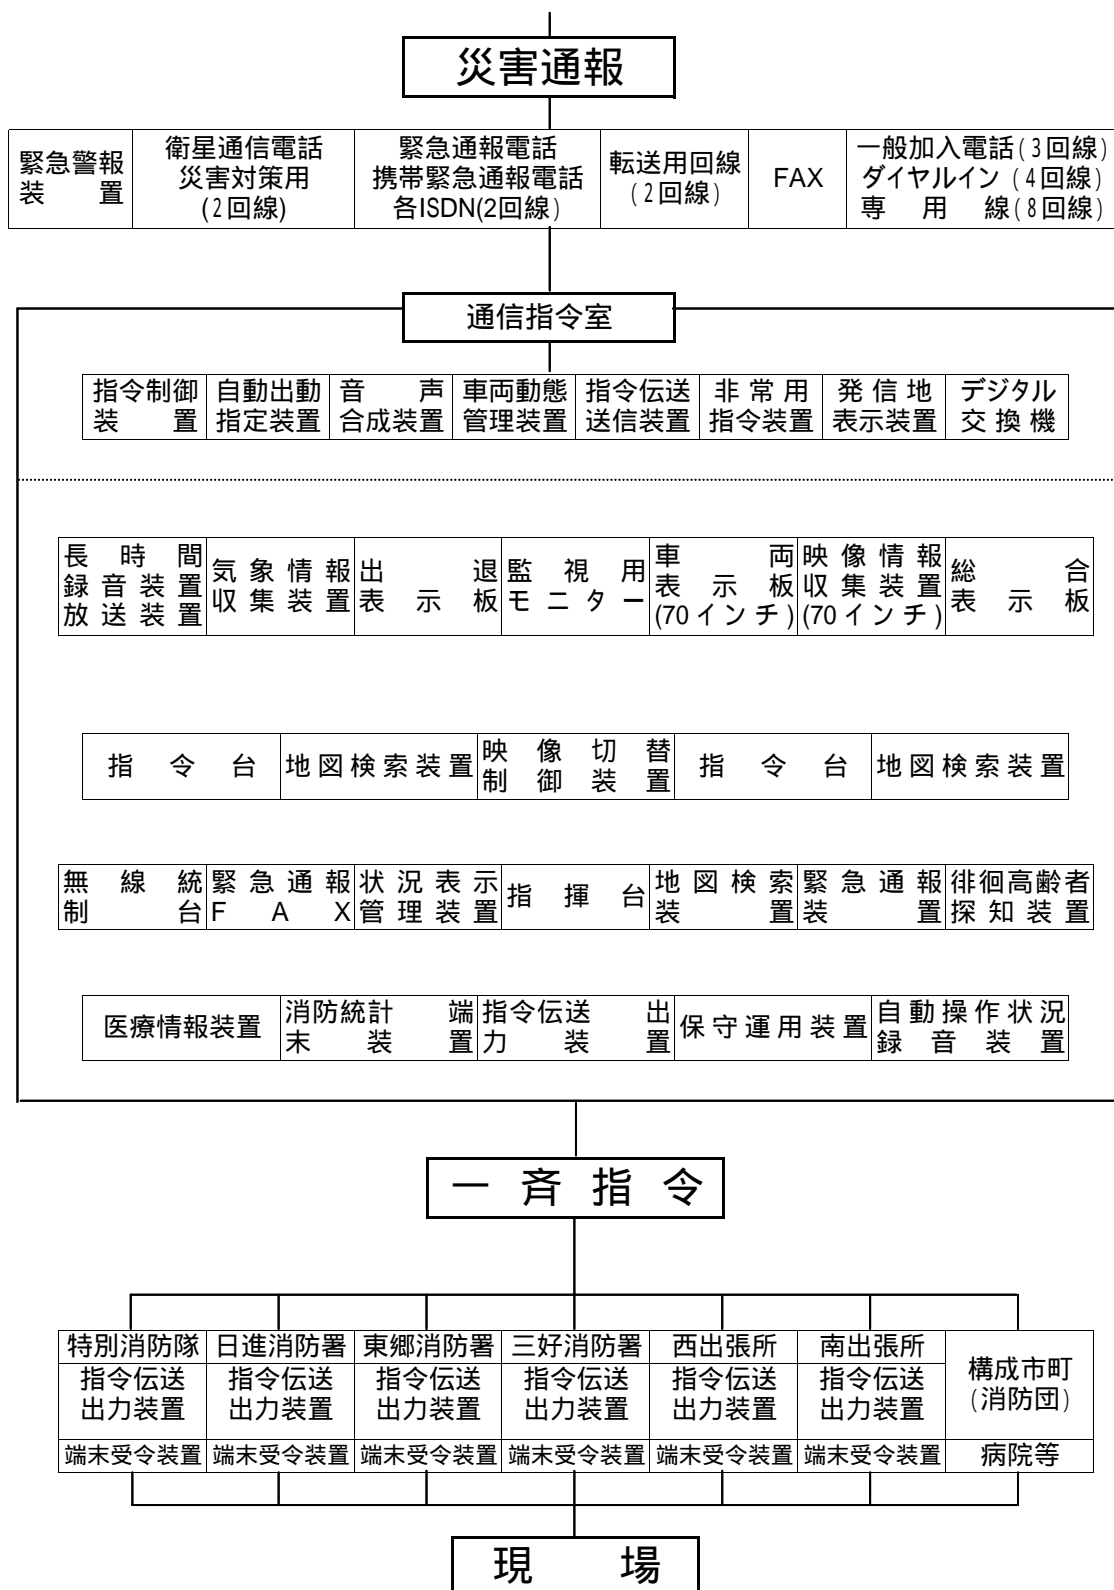 災害通報
緊急警報
装置
衛星通信電話
災害対策用
(2回線)
緊急通報電話
携帯緊急通報電話
各ISDN(2回線)
転送用回線
(2回線)
FAX
一般加入電話(3回線)
ダイヤルイン(4回線)
専用線(8回線)
通信指令室
指令制御
装置
自動出動
指定装置
音声
合成装置
車両動態
管理装置
指令伝送
送信装置
非常用
指令装置
発信地
表示装置
デジタル
交換機
長時間
録音装置
放送装置
気象情報
収集装置
出退
表示板
監視用
モニター
車両
表示板
(70インチ)
映像情報
収集装置
(70インチ)
総合
表示板
指令台
地図検索装置
映像切替
制御装置
指令台
地図検索装置
無線統
制台
緊急通報
FAX
状況表示
管理装置
指揮台
地図検索
装置
緊急通報
装置
徘徊高齢者
探知装置
医療情報装置
消防統計端
末装置
指令伝送出
力装置
保守運用装置
自動操作状況
録音装置
一斉指令
特別消防隊
指令伝送
出力装置
端末受令装置
日進消防署
指令伝送
出力装置
端末受令装置
東郷消防署
指令伝送
出力装置
端末受令装置
三好消防署
指令伝送
出力装置
端末受令装置
西出張所
指令伝送
出力装置
端末受令装置
南出張所
指令伝送
出力装置
端末受令装置
構成市町
(消防団)
病院等
現場